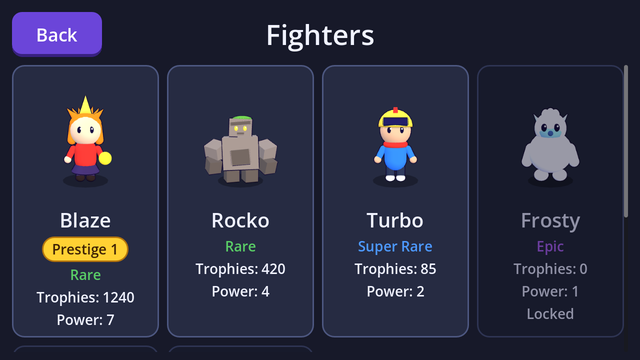 Back
Fighters
Blaze
Prestige 1
Rare
Trophies: 1240
Power: 7
Rocko
Rare
Trophies: 420
Power: 4
Turbo
Super Rare
Trophies: 85
Power: 2
Frosty
Epic
Trophies: 0
Power: 1
Locked